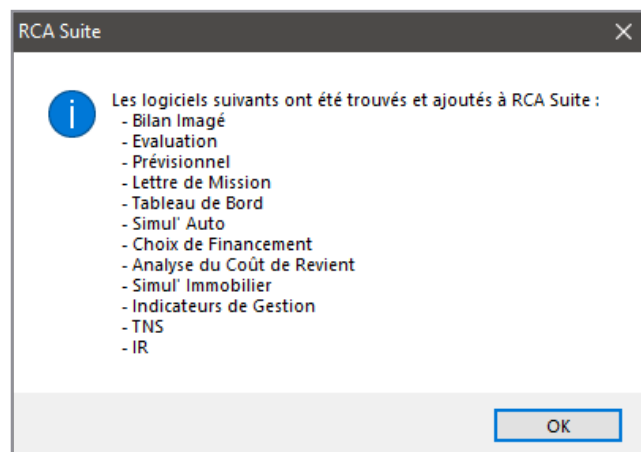 RCA Suite
Les logiciels suivants ont été trouvés et ajoutés à RCA Suite :
- Bilan Imagé
- Evaluation
- Prévisionnel
- Lettre de Mission
- Tableau de Bord
- Simul' Auto
- Choix de Financement
- Analyse du Coût de Revient
- Simul' Immobilier
- Indicateurs de Gestion
- TNS
- IR
OK